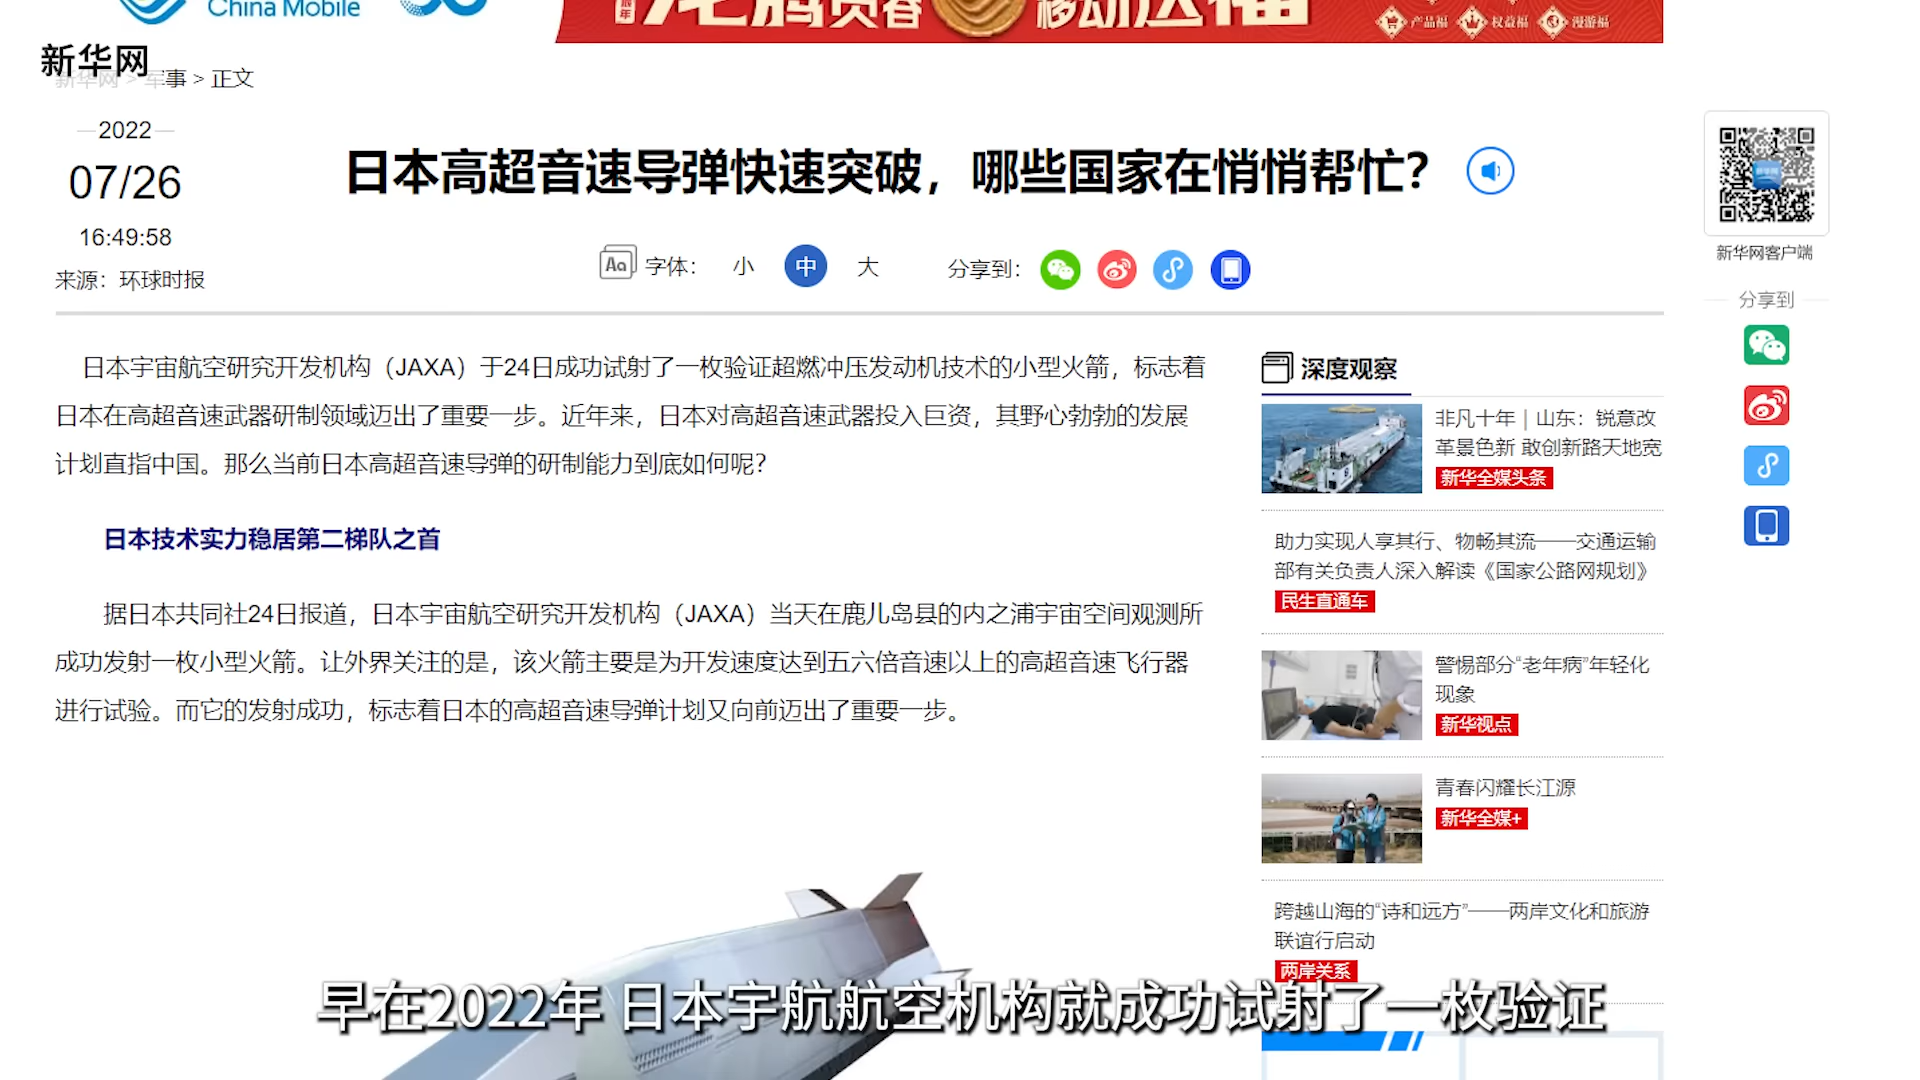 China Mobile
龙腾贺春
移动送福
产品福 权益福 漫游福
新华网
新华网 > 军事 > 正文
2022
07/26
16:49:58
来源：环球时报
日本高超音速导弹快速突破，哪些国家在悄悄帮忙？
Aa 字体： 小 中 大 分享到：
日本宇宙航空研究开发机构（JAXA）于24日成功试射了一枚验证超燃冲压发动机技术的小型火箭，标志着
日本在高超音速武器研制领域迈出了重要一步。近年来，日本对高超音速武器投入巨资，其野心勃勃的发展
计划直指中国。那么当前日本高超音速导弹的研制能力到底如何呢？
日本技术实力稳居第二梯队之首
据日本共同社24日报道，日本宇宙航空研究开发机构（JAXA）当天在鹿儿岛县的内之浦宇宙空间观测所
成功发射一枚小型火箭。让外界关注的是，该火箭主要是为开发速度达到五六倍音速以上的高超音速飞行器
进行试验。而它的发射成功，标志着日本的高超音速导弹计划又向前迈出了重要一步。
深度观察
非凡十年｜山东：锐意改
革景色新 敢创新路天地宽
新华全媒头条
助力实现人享其行、物畅其流——交通运输
部有关负责人深入解读《国家公路网规划》
民生直通车
警惕部分“老年病”年轻化
现象
新华视点
青春闪耀长江源
新华全媒+
跨越山海的“诗和远方”——两岸文化和旅游
联谊行启动
两岸关系
新华网客户端
分享到
早在2022年 日本宇航航空机构就成功试射了一枚验证